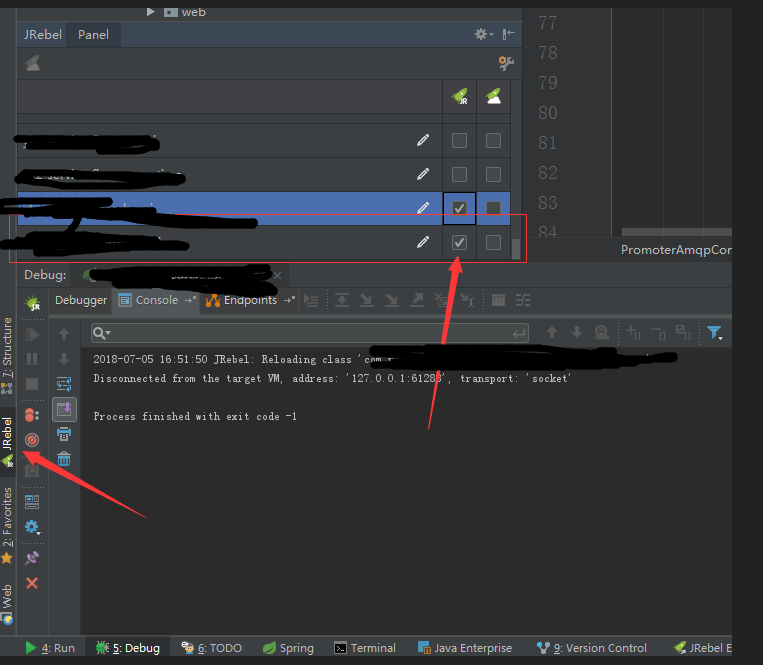 web
JRebel Panel
77
78
79
80
81
82
83
84
JR
PromoterAmqpCon
Debug:
Debugger Console Endpoints
2018-07-05 16:51:50 JRebel: Reloading class 'com.
Disconnected from the target VM, address: '127.0.0.1:61283', transport: 'socket'
Process finished with exit code -1
7: Structure
JRebel
2: Favorites
Web
4: Run 5: Debug 6: TODO Spring Terminal Java Enterprise 9: Version Control JRebel E